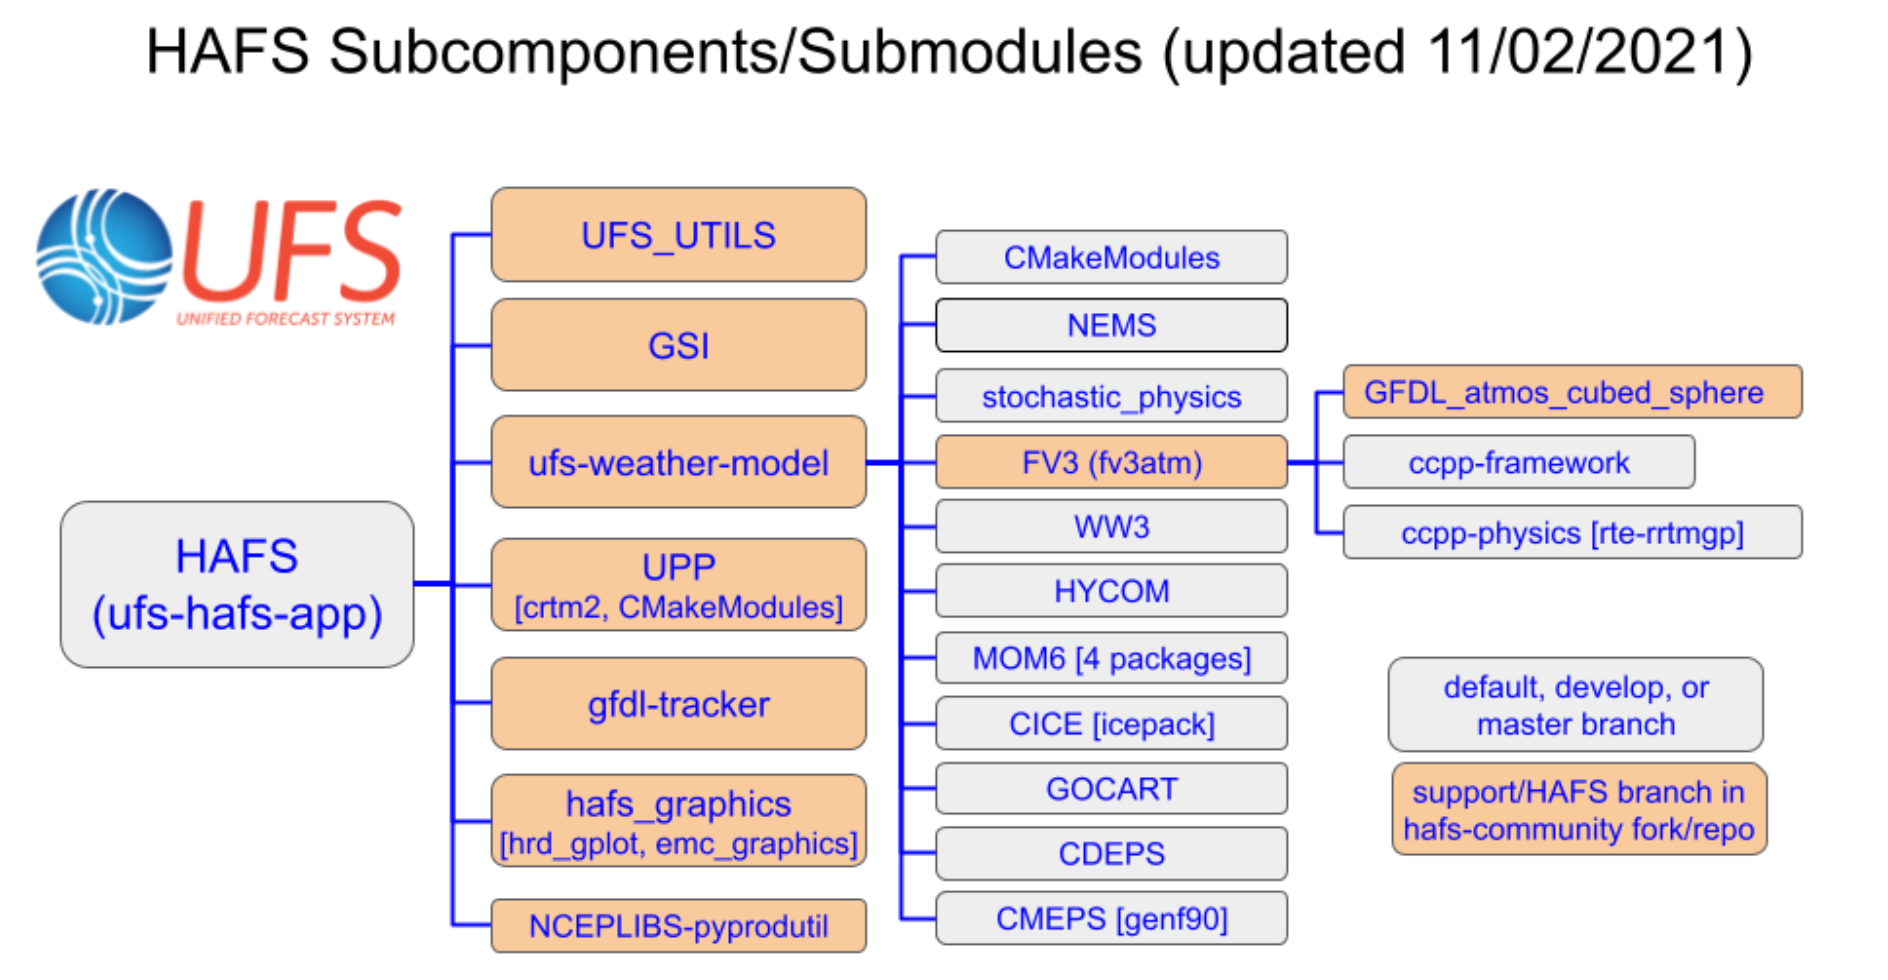 HAFS Subcomponents/Submodules (updated 11/02/2021)
UFS
UNIFIED FORECAST SYSTEM
HAFS
(ufs-hafs-app)
UFS_UTILS
GSI
ufs-weather-model
UPP
[crtm2, CMakeModules]
gfdl-tracker
hafs_graphics
[hrd_gplot, emc_graphics]
NCEPLIBS-pyprodutil
CMakeModules
NEMS
stochastic_physics
FV3 (fv3atm)
WW3
HYCOM
MOM6 [4 packages]
CICE [icepack]
GOCART
CDEPS
CMEPS [genf90]
GFDL_atmos_cubed_sphere
ccpp-framework
ccpp-physics [rte-rrtmgp]
default, develop, or
master branch
support/HAFS branch in
hafs-community fork/repo